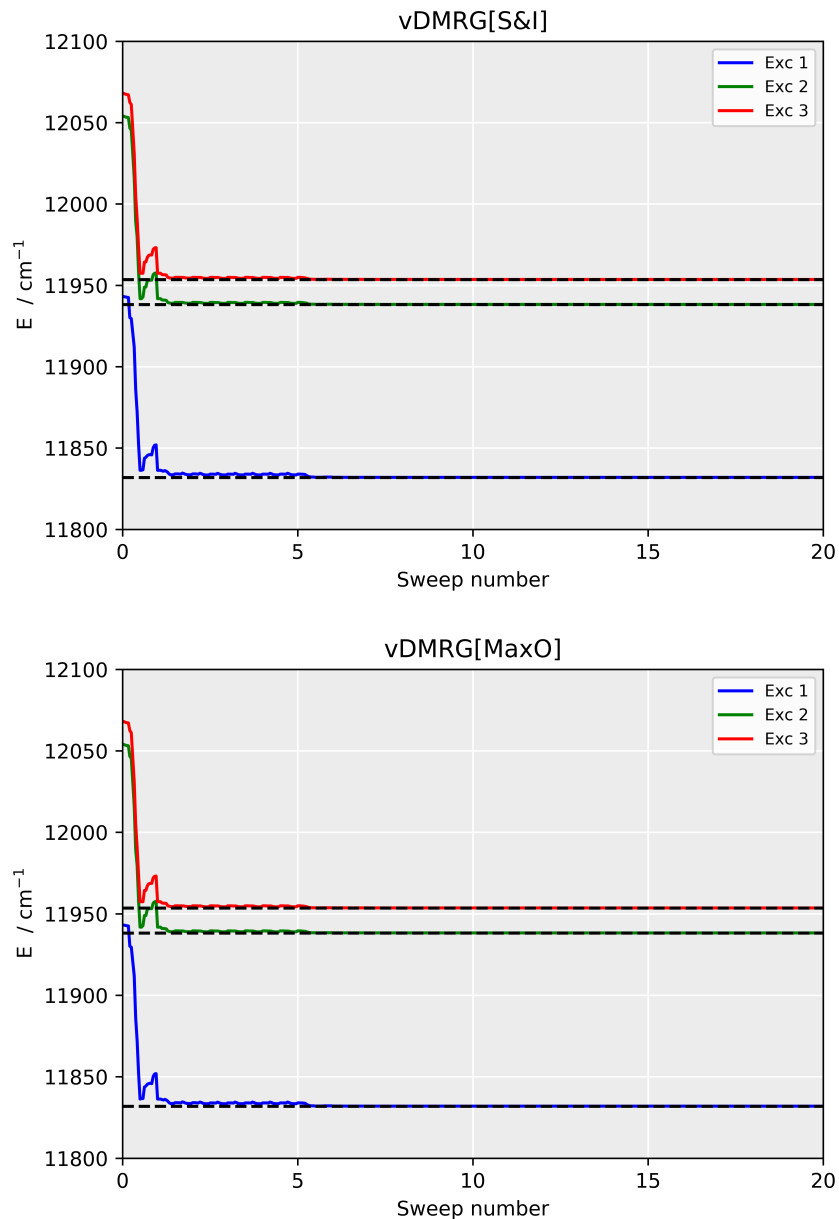 vDMRG[S&I]
12100
12050
12000
11950
11900
11850
11800
E / cm⁻¹
Exc 1
Exc 2
Exc 3
0 5 10 15 20
Sweep number
vDMRG[MaxO]
12100
12050
12000
11950
11900
11850
11800
E / cm⁻¹
Exc 1
Exc 2
Exc 3
0 5 10 15 20
Sweep number